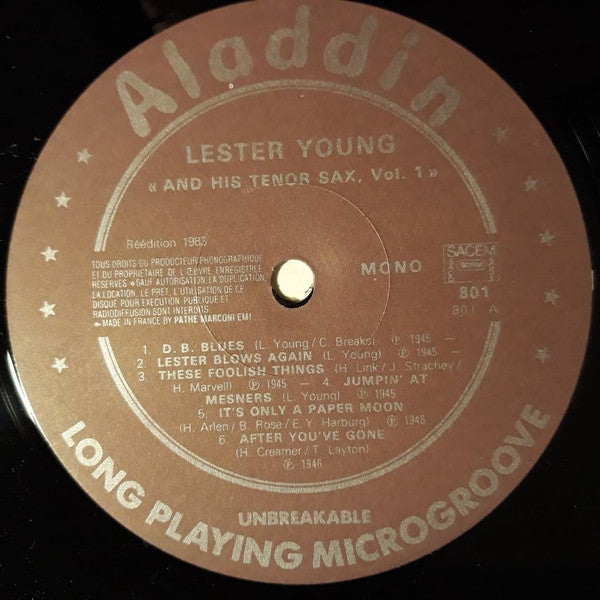 Aladdin
LESTER YOUNG
« AND HIS TENOR SAX, Vol. 1 »
Réédition 1983
TOUS DROITS DU PRODUCTEUR PHONOGRAPHIQUE
ET DU PROPRIETAIRE DE L'ŒUVRE ENREGISTREE
RESERVES • SAUF AUTORISATION LA DUPLICATION,
LA LOCATION, LE PRET, L'UTILISATION DE CE
DISQUE POUR EXECUTION PUBLIQUE ET
RADIODIFFUSION SONT INTERDITS
• MADE IN FRANCE BY PATHE MARCONI EMI
MONO
SACEM
801
801 A
1. D. B. BLUES (L. Young / C. Breaks) Ⓟ 1945 -
2. LESTER BLOWS AGAIN (L. Young) Ⓟ 1945 -
3. THESE FOOLISH THINGS (H. Link / J. Strachey /
H. Marvell) Ⓟ 1945 - 4. JUMPIN' AT
MESNERS (L. Young) Ⓟ 1945 -
5. IT'S ONLY A PAPER MOON
(H. Arlen / B. Rose / E. Y. Harburg) Ⓟ 1946
6. AFTER YOU'VE GONE
(H. Creamer / T. Layton)
Ⓟ 1946
UNBREAKABLE
LONG PLAYING MICROGROOVE